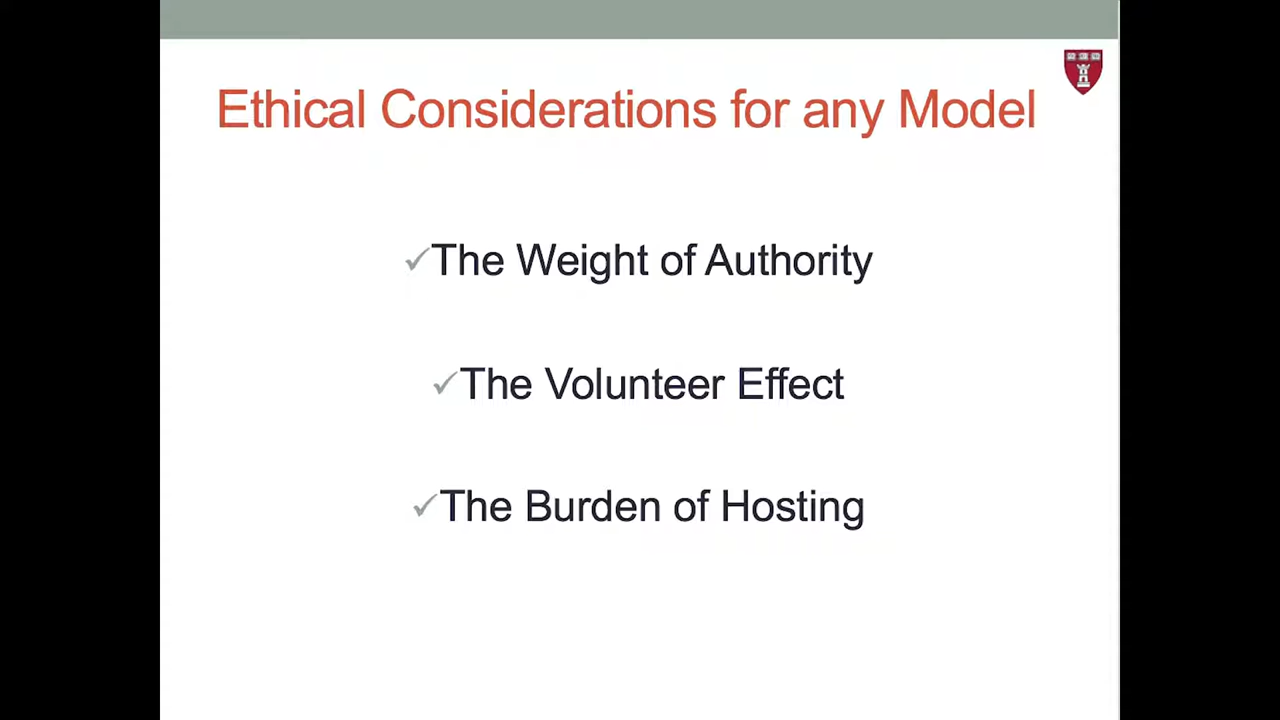 Ethical Considerations for any Model
✓The Weight of Authority
✓The Volunteer Effect
✓The Burden of Hosting